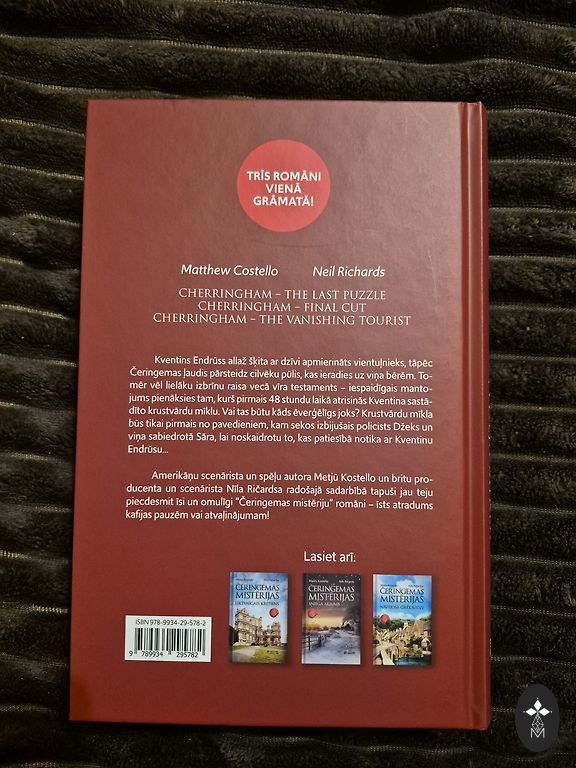 TRĪS ROMĀNI
VIENĀ
GRĀMATĀ!
Matthew Costello Neil Richards
CHERRINGHAM – THE LAST PUZZLE
CHERRINGHAM – FINAL CUT
CHERRINGHAM – THE VANISHING TOURIST
Kventins Endrūss allaž šķita ar dzīvi apmierināts vientuļnieks, tāpēc
Čeringemas ļaudis pārsteidz cilvēku pūlis, kas ieradies uz viņa bērēm. To-
mēr vēl lielāku izbrīnu raisa vecā vīra testaments – iespaidīgais manto-
jums pienāksies tam, kurš pirmais 48 stundu laikā atrisinās Kventina sastā-
dīto krustvārdu mīklu. Vai tas būtu kāds ēverģēlīgs joks? Krustvārdu mīkla
būs tikai pirmais no pavedieniem, kam sekos izbijušais policists Džeks un
viņa sabiedrotā Sāra, lai noskaidrotu to, kas patiesībā notika ar Kventinu
Endrūsu...
Amerikāņu scenārista un spēļu autora Metjū Kostello un britu pro-
ducenta un scenārista Nīla Ričardsa radošajā sadarbībā tapuši jau teju
piecdesmit īsi un omulīgi "Čeringemas mistēriju" romāni – īsts atradums
kafijas pauzēm vai atvaļinājumam!
Lasiet arī:
ČERINGEMAS MISTĒRIJAS
ČERINGEMAS MISTĒRIJAS
SNIEGA AKLUMS
ČERINGEMAS MISTĒRIJAS
ISBN 978-9934-29-578-2
9 789934 295782
M